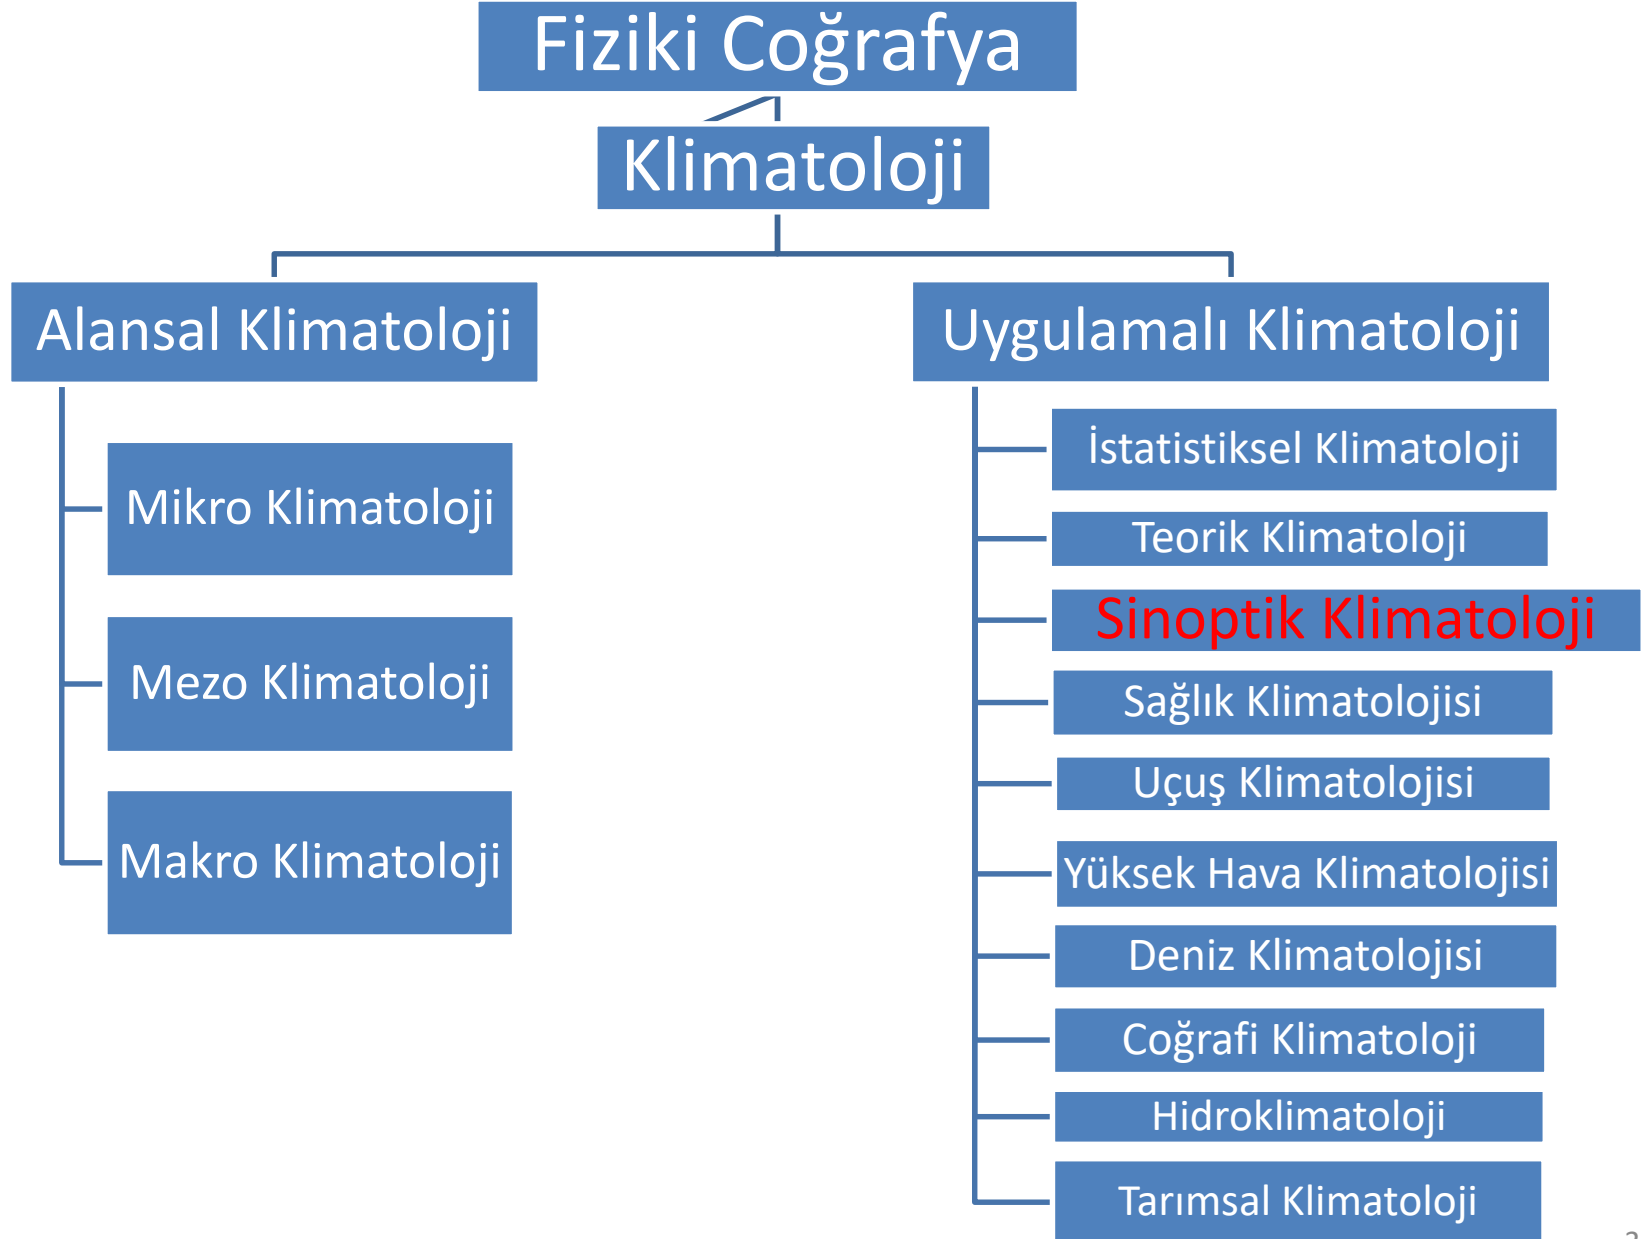 Fiziki Coğrafya
Klimatoloji
Alansal Klimatoloji
Mikro Klimatoloji
Mezo Klimatoloji
Makro Klimatoloji
Uygulamalı Klimatoloji
İstatistiksel Klimatoloji
Teorik Klimatoloji
Sinoptik Klimatoloji
Sağlık Klimatolojisi
Uçuş Klimatolojisi
Yüksek Hava Klimatolojisi
Deniz Klimatolojisi
Coğrafi Klimatoloji
Hidroklimatoloji
Tarımsal Klimatoloji